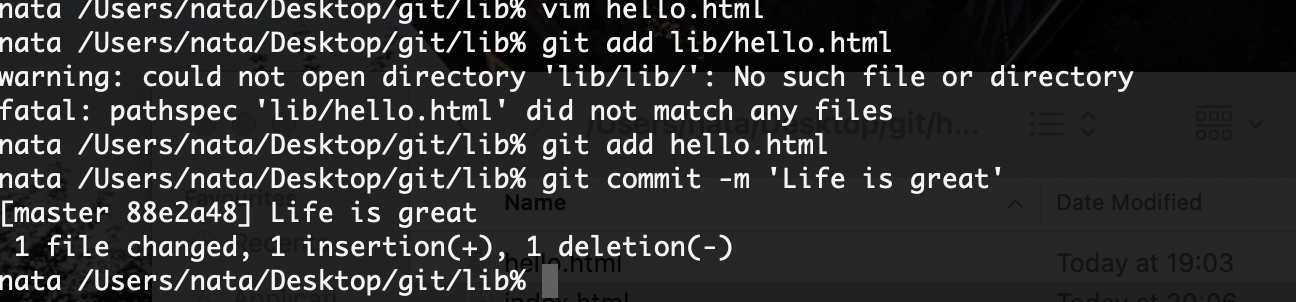 nata /Users/nata/Desktop/git/lib% vim hello.html
nata /Users/nata/Desktop/git/lib% git add lib/hello.html
warning: could not open directory 'lib/lib/': No such file or directory
fatal: pathspec 'lib/hello.html' did not match any files
/Users/nata/Desktop/git/h...
nata /Users/nata/Desktop/git/lib% git add hello.html
nata /Users/nata/Desktop/git/lib% git commit -m 'Life is great'
Name
Date Modified
[master 88e2a48] Life is great
1 file changed, 1 insertion(+), 1 deletion(-)
hello.html
Today at 19:03
nata /Users/nata/Desktop/git/lib%
index.html